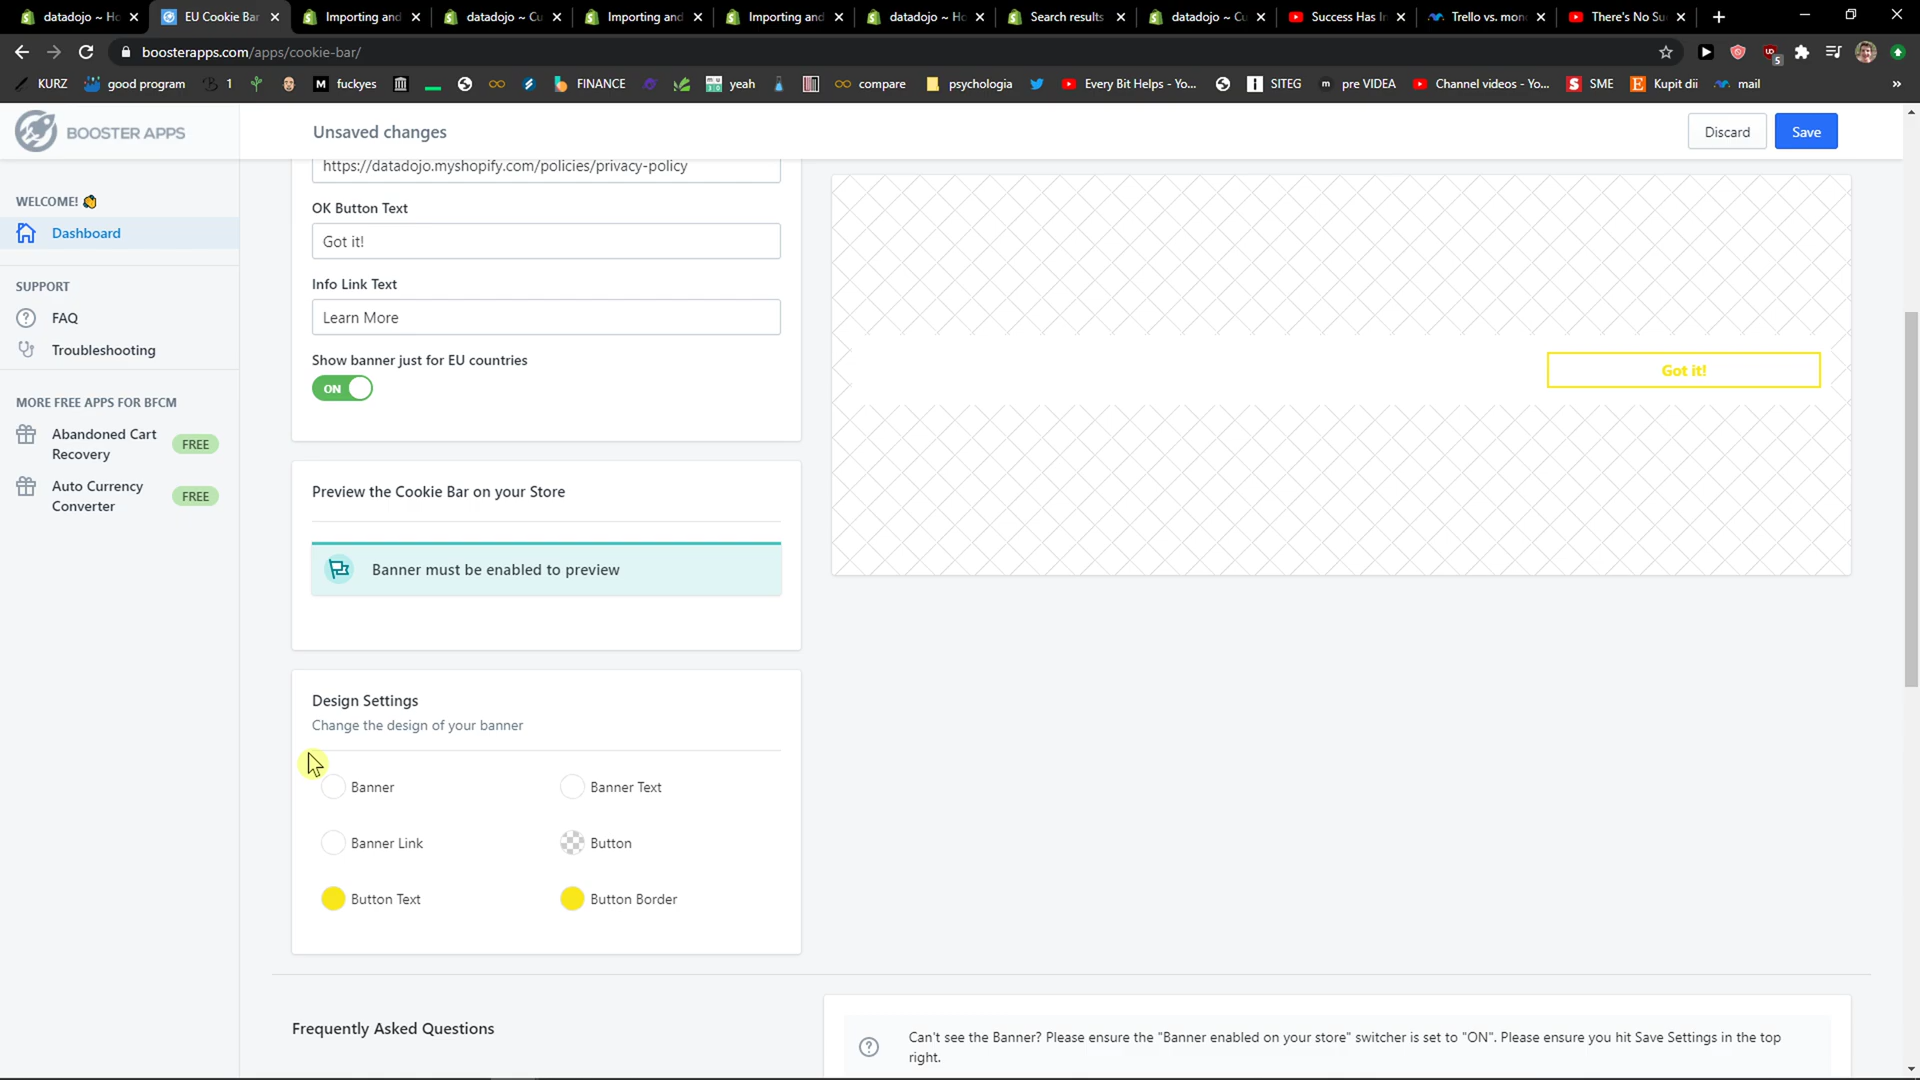 datadojo ~ Ho
EU Cookie Bar
Importing and
datadojo ~ Cu
Importing and
Importing and
datadojo ~ Ho
Search results
datadojo ~ Cu
Success Has In
Trello vs. mon
There's No Su
boosterapps.com/apps/cookie-bar/
5
KURZ
good program
1
M fuckyes
FINANCE
yeah
compare
psychologia
Every Bit Helps - Yo...
SITEG
m pre VIDEA
Channel videos - Yo...
S SME
E Kupit dii
mail
»
BOOSTER APPS
Unsaved changes
Discard
Save
WELCOME!
Dashboard
SUPPORT
FAQ
Troubleshooting
MORE FREE APPS FOR BFCM
Abandoned Cart
Recovery
FREE
Auto Currency
Converter
FREE
https://datadojo.myshopify.com/policies/privacy-policy
OK Button Text
Got it!
Info Link Text
Learn More
Show banner just for EU countries
ON
Preview the Cookie Bar on your Store
Banner must be enabled to preview
Design Settings
Change the design of your banner
Banner
Banner Text
Banner Link
Button
Button Text
Button Border
Got it!
Frequently Asked Questions
Can't see the Banner? Please ensure the "Banner enabled on your store" switcher is set to "ON". Please ensure you hit Save Settings in the top
right.